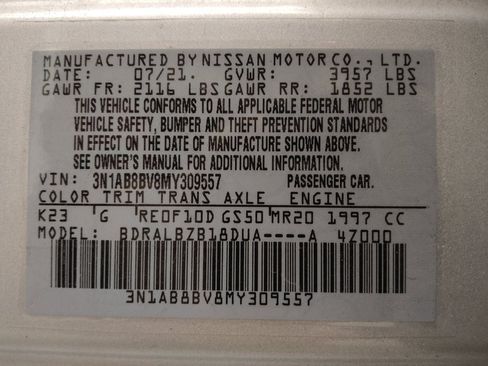 MANUFACTURED BY NISSAN MOTOR CO., LTD.
DATE: 07/21. GVWR: 3957 LBS
GAWR FR: 2116 LBS GAWR RR: 1852 LBS
THIS VEHICLE CONFORMS TO ALL APPLICABLE FEDERAL MOTOR
VEHICLE SAFETY, BUMPER AND THEFT PREVENTION STANDARDS
IN EFFECT ON THE DATE OF MANUFACTURE SHOWN ABOVE.
SEE OWNER'S MANUAL FOR ADDITIONAL INFORMATION.
VIN: 3N1AB8BV8MY309557 PASSENGER CAR.
COLOR TRIM TRANS AXLE ENGINE
K23 G RE0F10D GS50 MR20 1997 CC
MODEL: BDRALBZB18DUA----A 4Z000
3N1AB8BV8MY309557